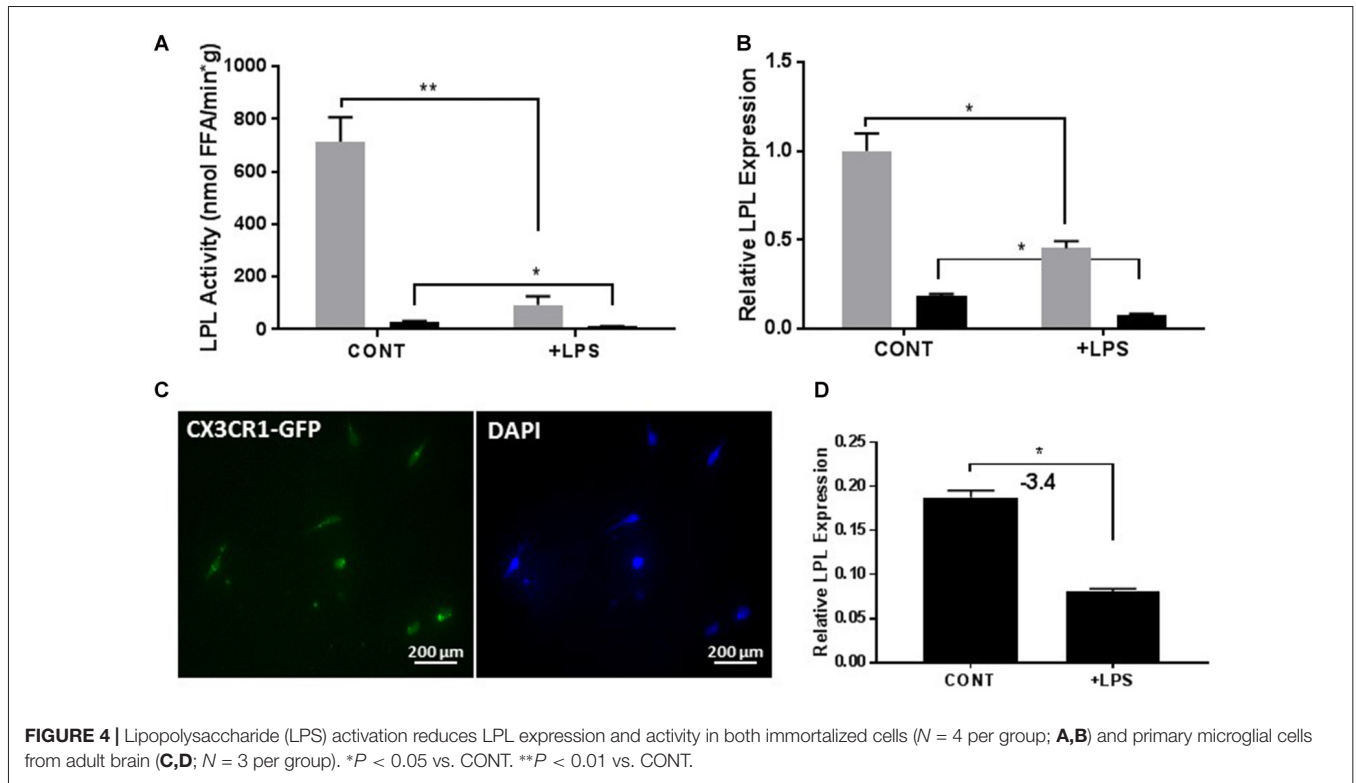 A
LPL Activity (nmol FFA/min*g)
1000
800
600
400
200
0
**
*
CONT
+LPS
B
Relative LPL Expression
1.5
1.0
0.5
0.0
*
*
CONT
+LPS
C
CX3CR1-GFP
200 μm
DAPI
200 μm
D
Relative LPL Expression
0.25
0.20
0.15
0.10
0.05
0.00
*
-3.4
CONT
+LPS
FIGURE 4 | Lipopolysaccharide (LPS) activation reduces LPL expression and activity in both immortalized cells (N = 4 per group; A,B) and primary microglial cells
from adult brain (C,D; N = 3 per group). *P < 0.05 vs. CONT. **P < 0.01 vs. CONT.